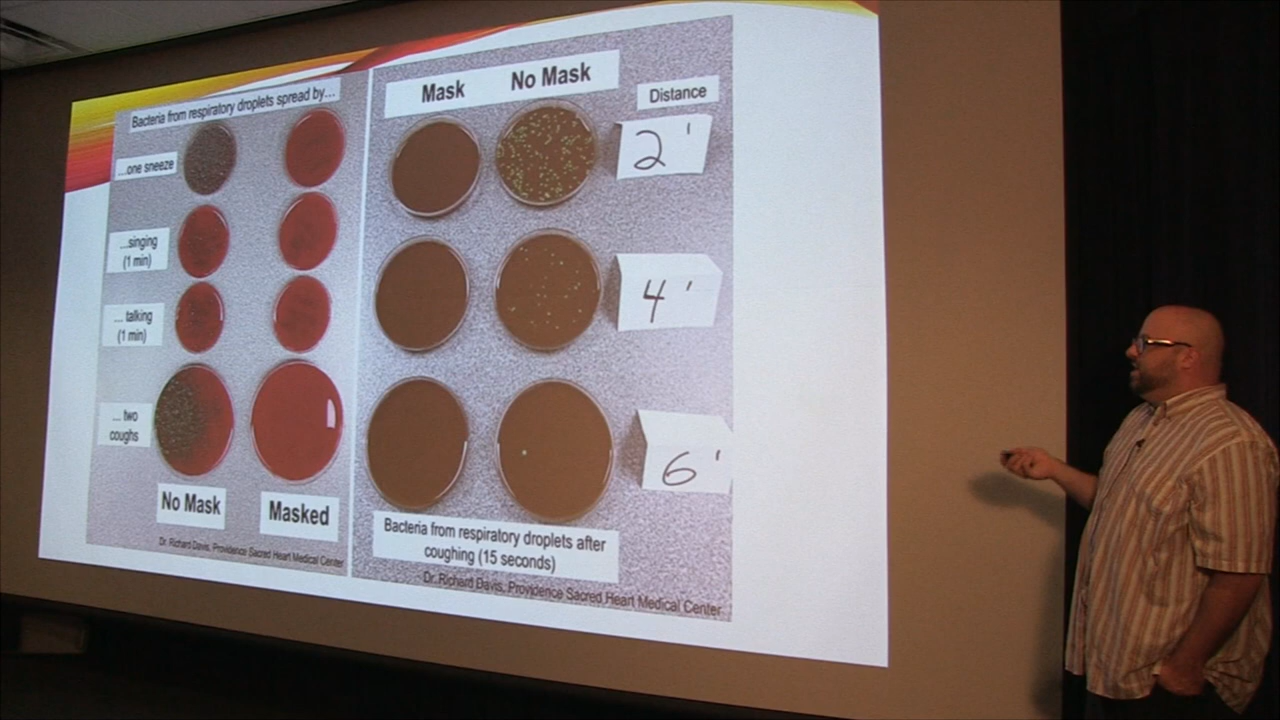 Bacteria from respiratory droplets spread by...
...one sneeze
...singing
(1 min)
.... talking
(1 min)
... two
coughs
No Mask
Masked
Dr. Richard Davis, Providence Sacred Heart Medical Center
Mask
No Mask
Distance
2'
4'
6'
Bacteria from respiratory droplets after
coughing (15 seconds)
Dr. Richard Davis, Providence Sacred Heart Medical Center